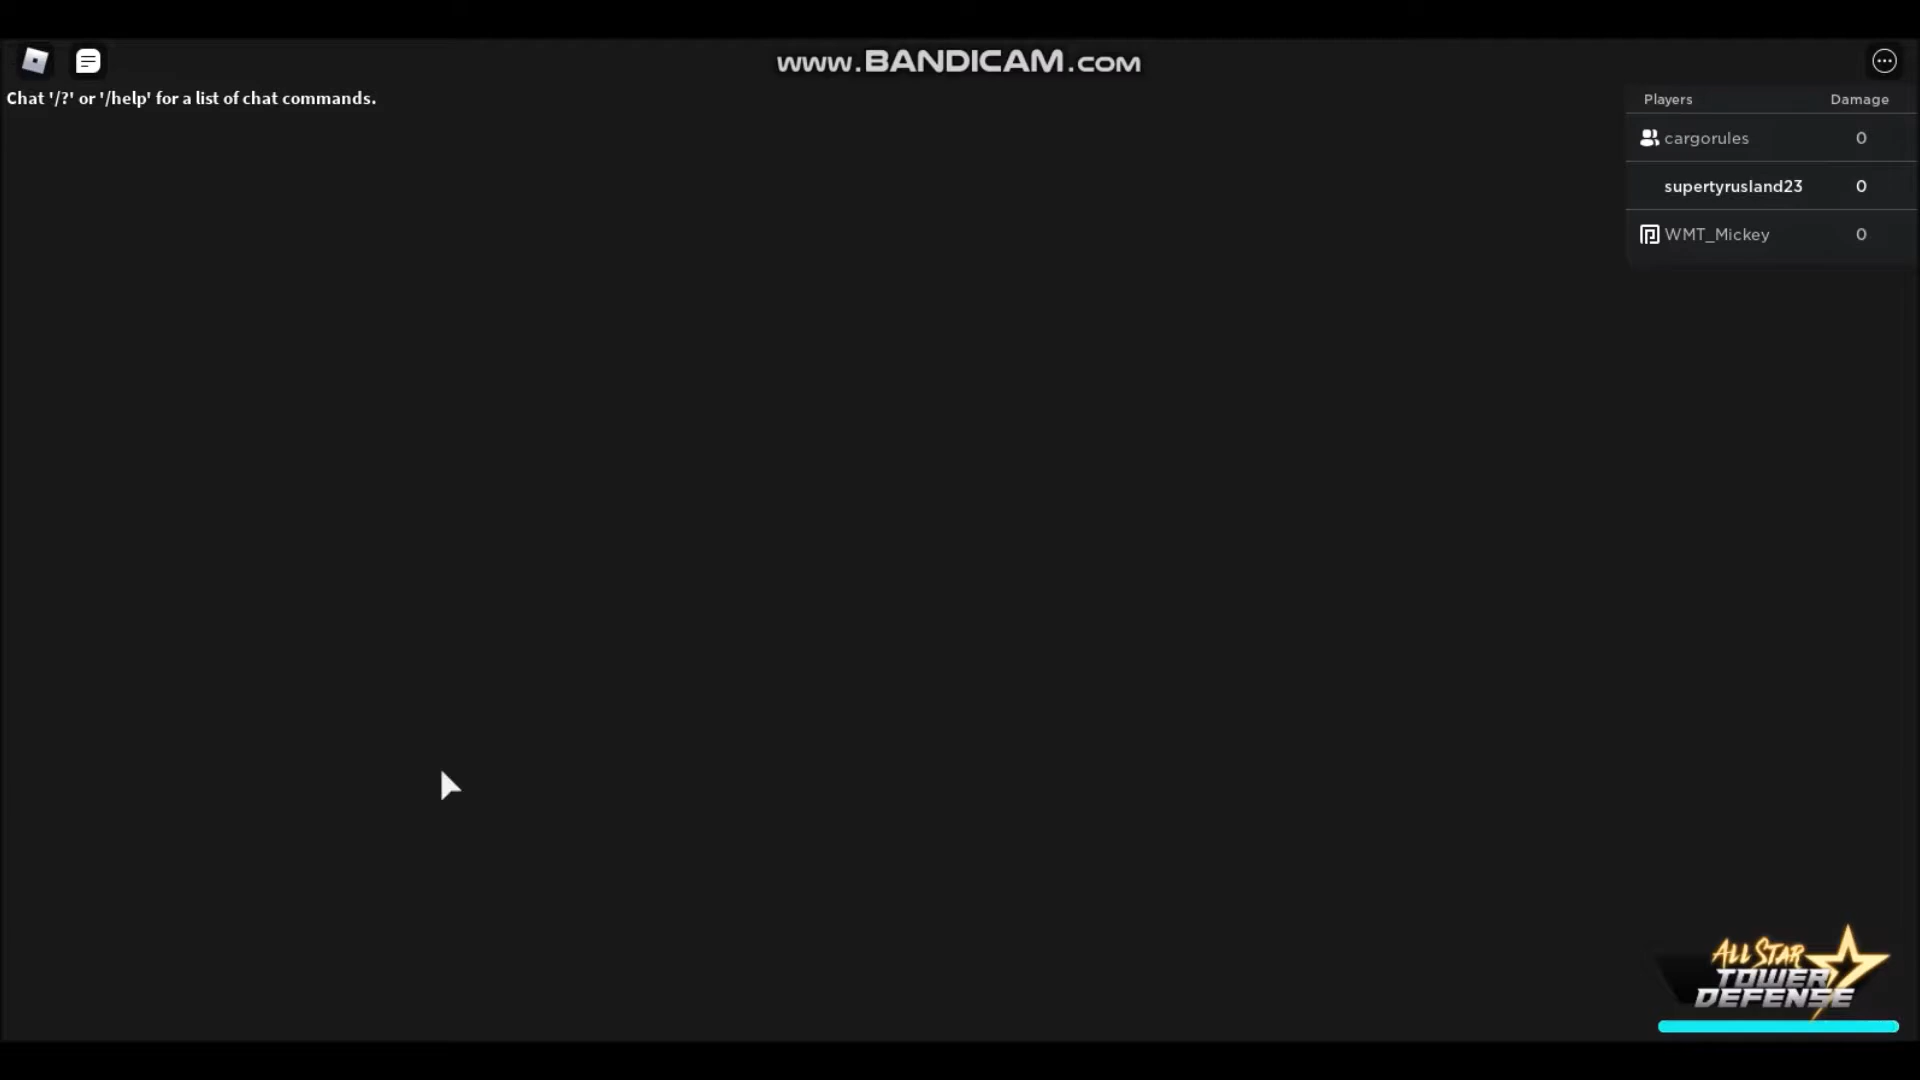 www.BANDICAM.COM
Chat '/?' or '/help' for a list of chat commands.
Players Damage
cargorules 0
supertyrusland23 0
WMT_Mickey 0
ALL STAR
TOWER
DEFENSE